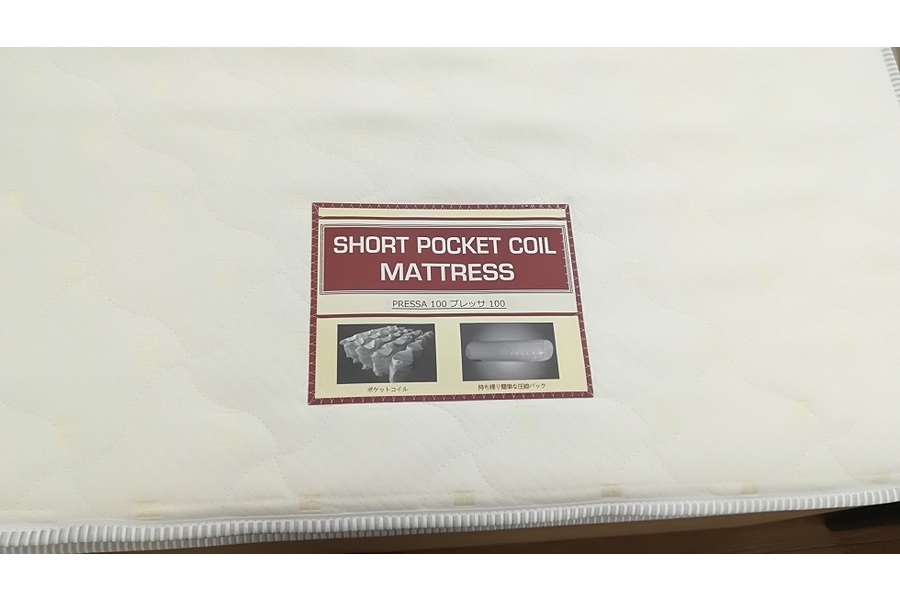 SHORT POCKET COIL
MATTRESS
PRESSA 100 プレッサ 100
ポケットコイル
持ち帰り簡単な圧縮パック